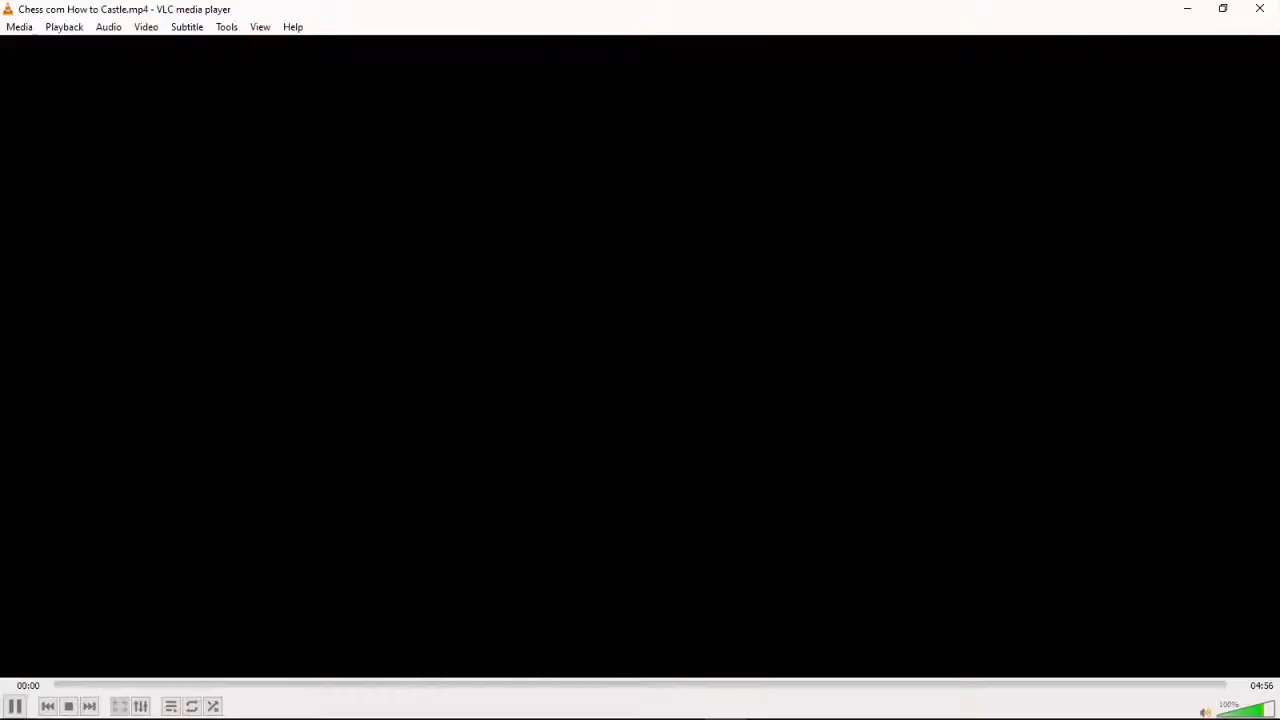 Chess com How to Castle.mp4 - VLC media player
Media Playback Audio Video Subtitle Tools View Help
00:00 04:56
100%